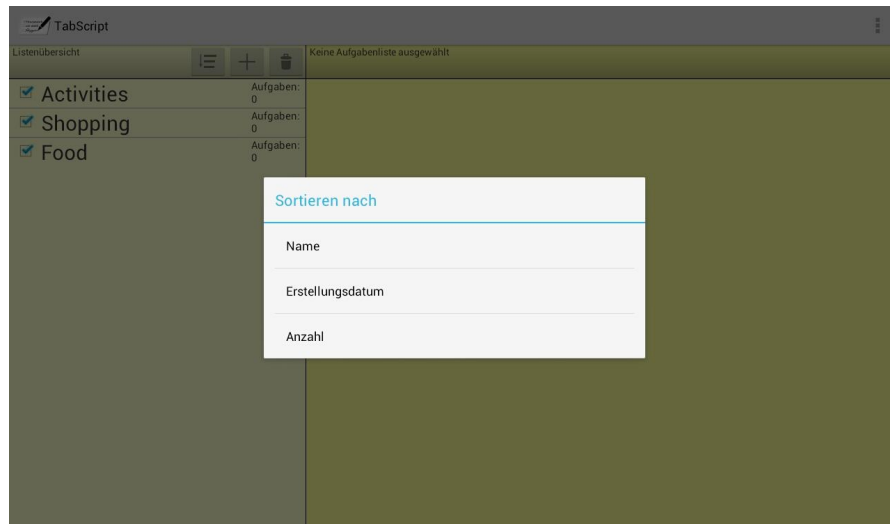 TabScript
Listenübersicht
Keine Aufgabenliste ausgewählt
Activities
Aufgaben:
0
Shopping
Aufgaben:
0
Food
Aufgaben:
0
Sortieren nach
Name
Erstellungsdatum
Anzahl